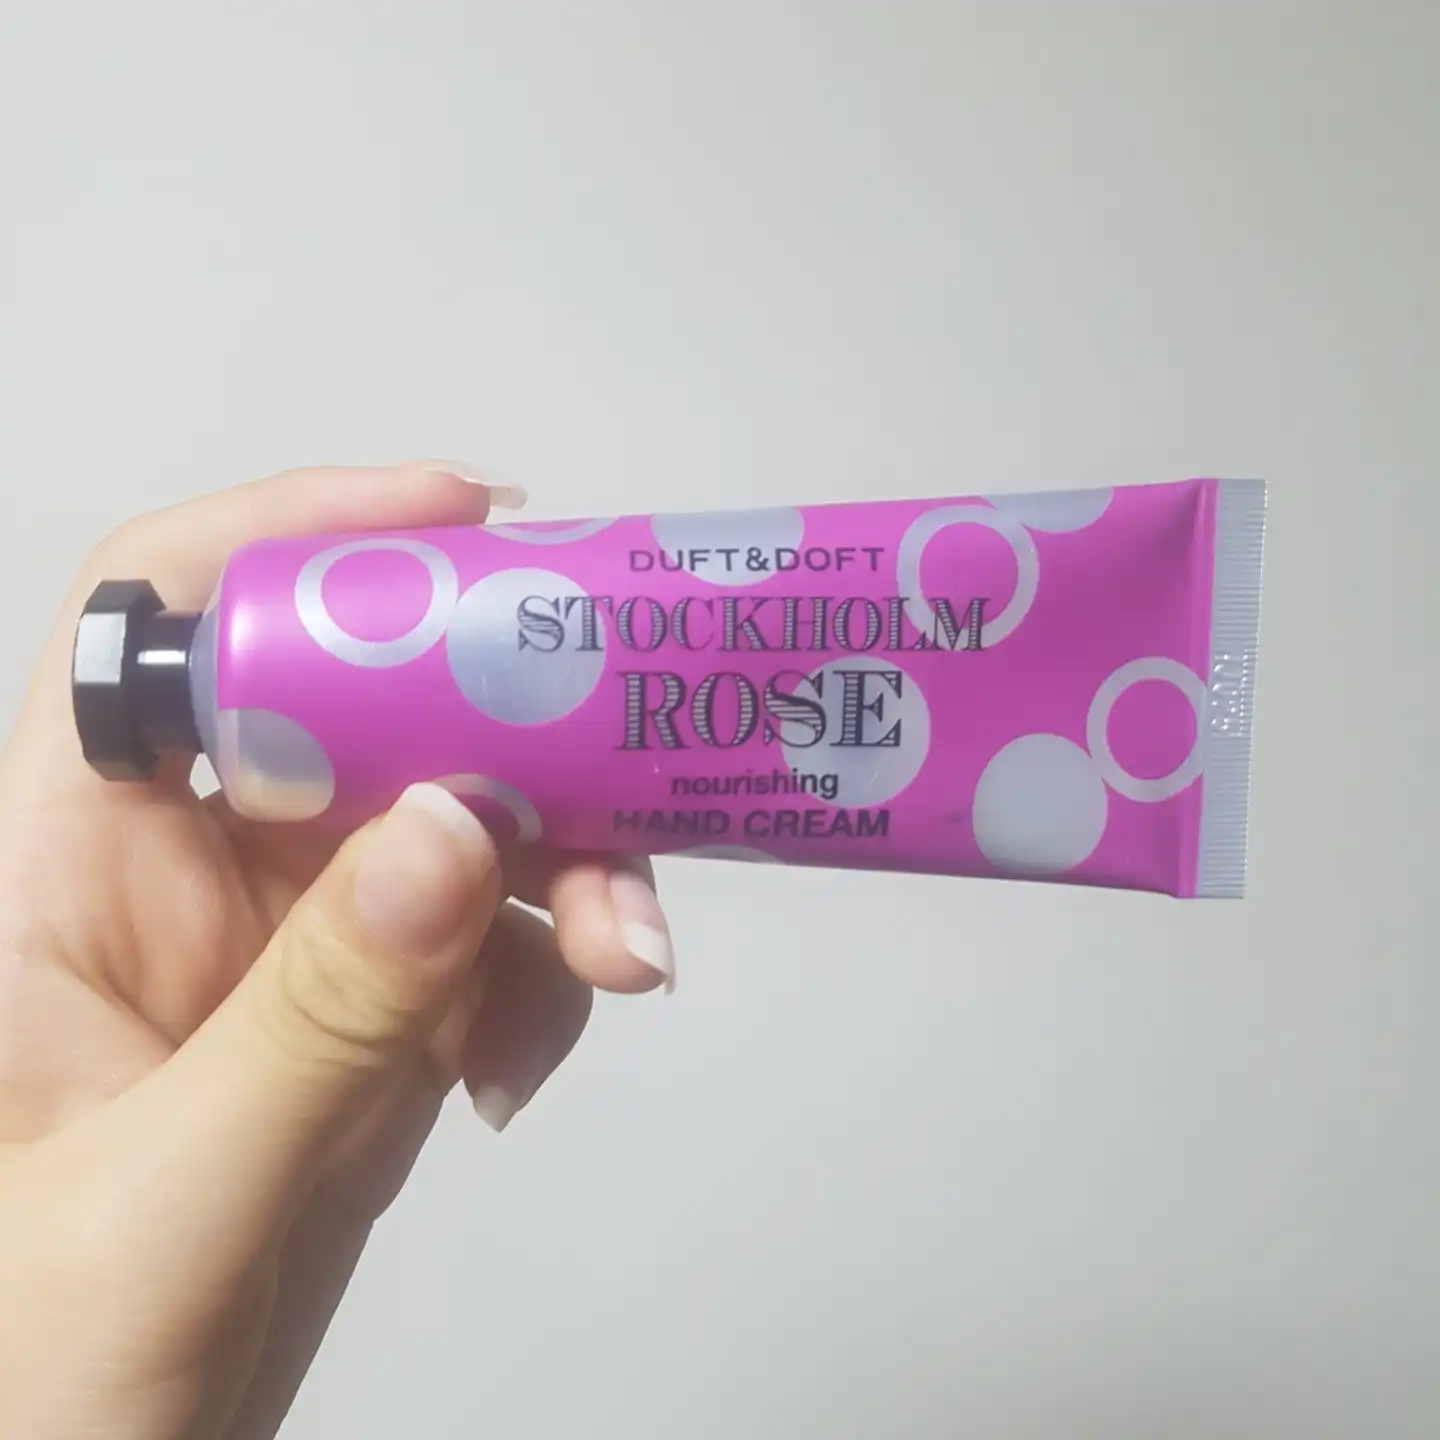 DUFT&DOFT
STOCKHOLM
ROSE
nourishing
HAND CREAM